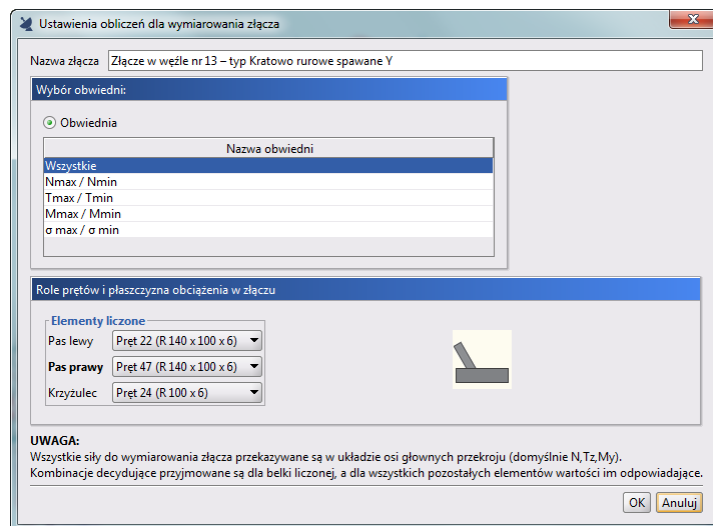 Ustawienia obliczeń dla wymiarowania złącza
Nazwa złącza Złącze w węźle nr 13 – typ Kratowo rurowe spawane Y
Wybór obwiedni:
Obwiednia
Nazwa obwiedni
Wszystkie
Nmax / Nmin
Tmax / Tmin
Mmax / Mmin
σ max / σ min
Role prętów i płaszczyzna obciążenia w złączu
Elementy liczone
Pas lewy Pręt 22 (R 140 x 100 x 6)
Pas prawy Pręt 47 (R 140 x 100 x 6)
Krzyżulec Pręt 24 (R 100 x 6)
UWAGA:
Wszystkie siły do wymiarowania złącza przekazywane są w układzie osi głownych przekroju (domyślnie N,Tz,My).
Kombinacje decydujące przyjmowane są dla belki liczonej, a dla wszystkich pozostałych elementów wartości im odpowiadające.
OK Anuluj